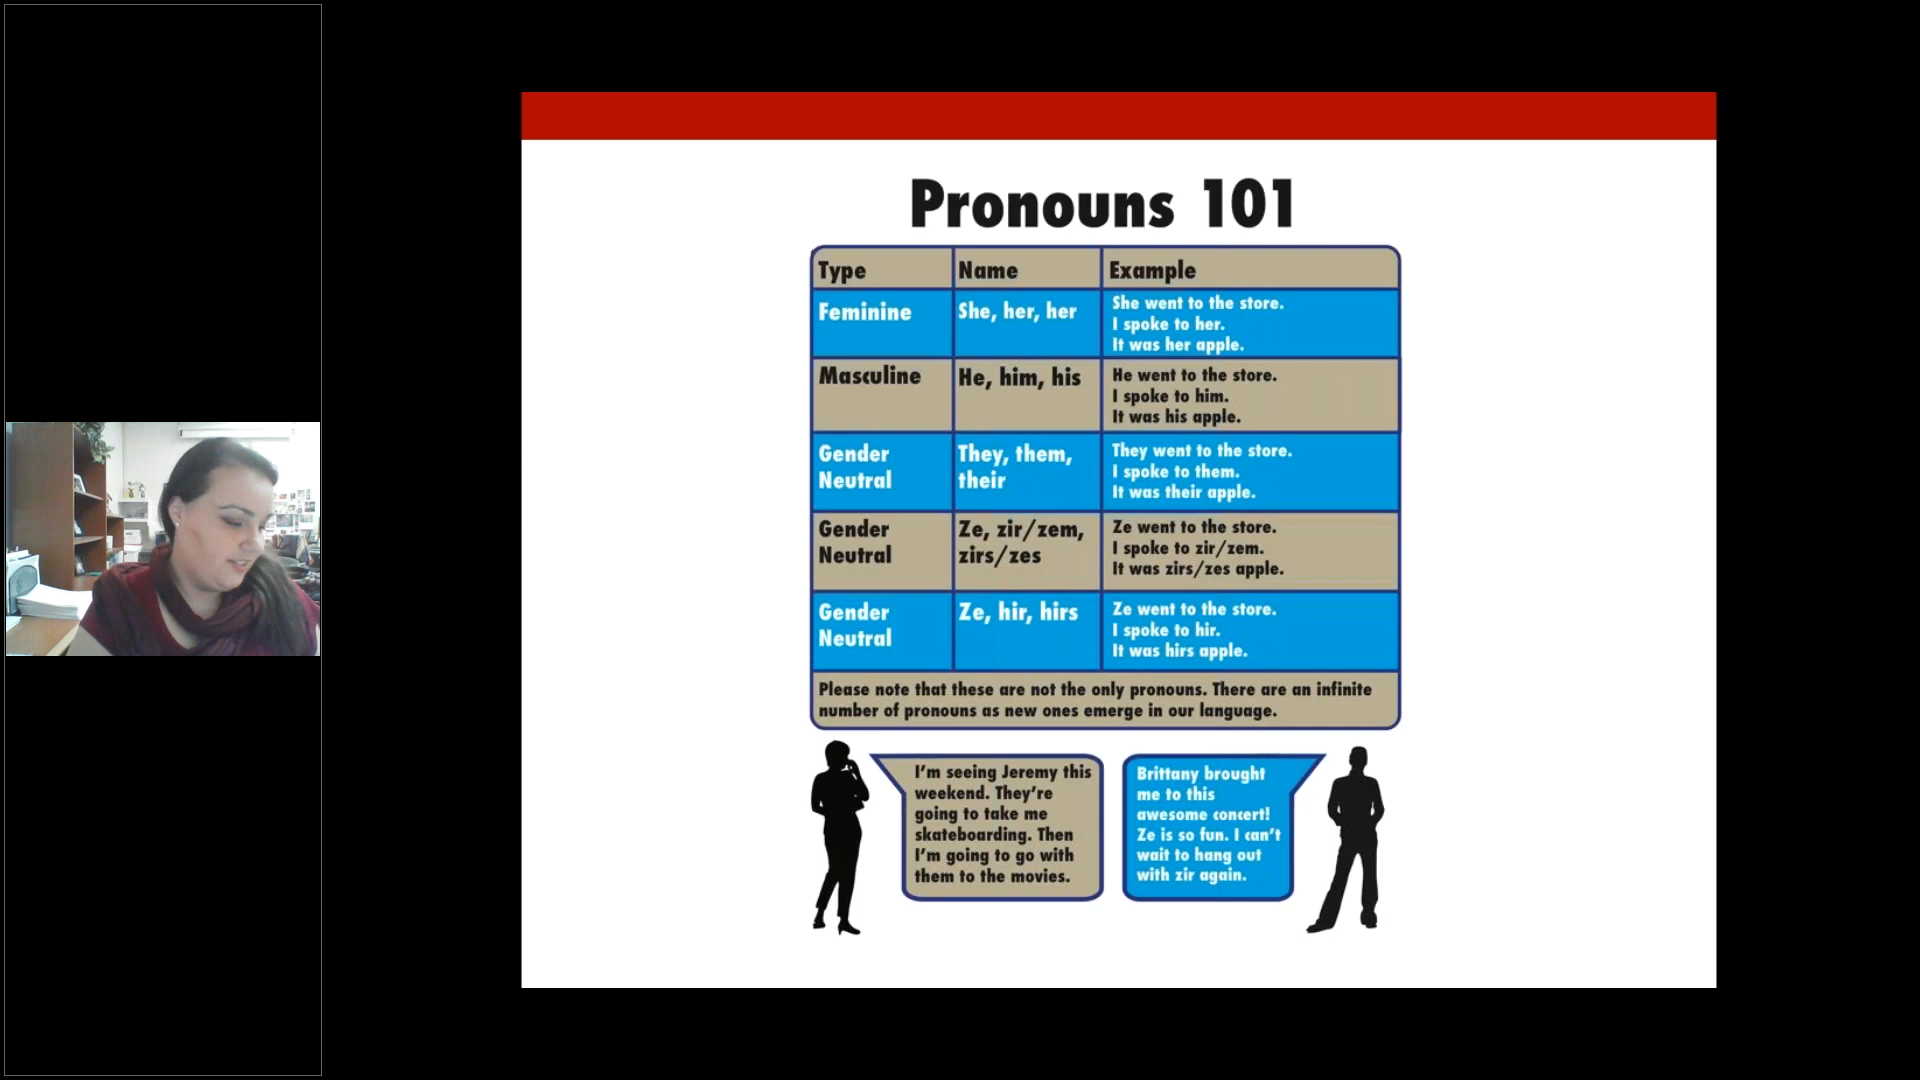 Pronouns 101
Type Name Example
Feminine She, her, her
She went to the store.
I spoke to her.
It was her apple.
Masculine He, him, his
He went to the store.
I spoke to him.
It was his apple.
Gender
Neutral
They, them,
their
They went to the store.
I spoke to them.
It was their apple.
Gender
Neutral
Ze, zir/zem,
zirs/zes
Ze went to the store.
I spoke to zir/zem.
It was zirs/zes apple.
Gender
Neutral
Ze, hir, hirs
Ze went to the store.
I spoke to hir.
It was hirs apple.
Please note that these are not the only pronouns. There are an infinite
number of pronouns as new ones emerge in our language.
I'm seeing Jeremy this
weekend. They're
going to take me
skateboarding. Then
I'm going to go with
them to the movies.
Brittany brought
me to this
awesome concert!
Ze is so fun. I can't
wait to hang out
with zir again.